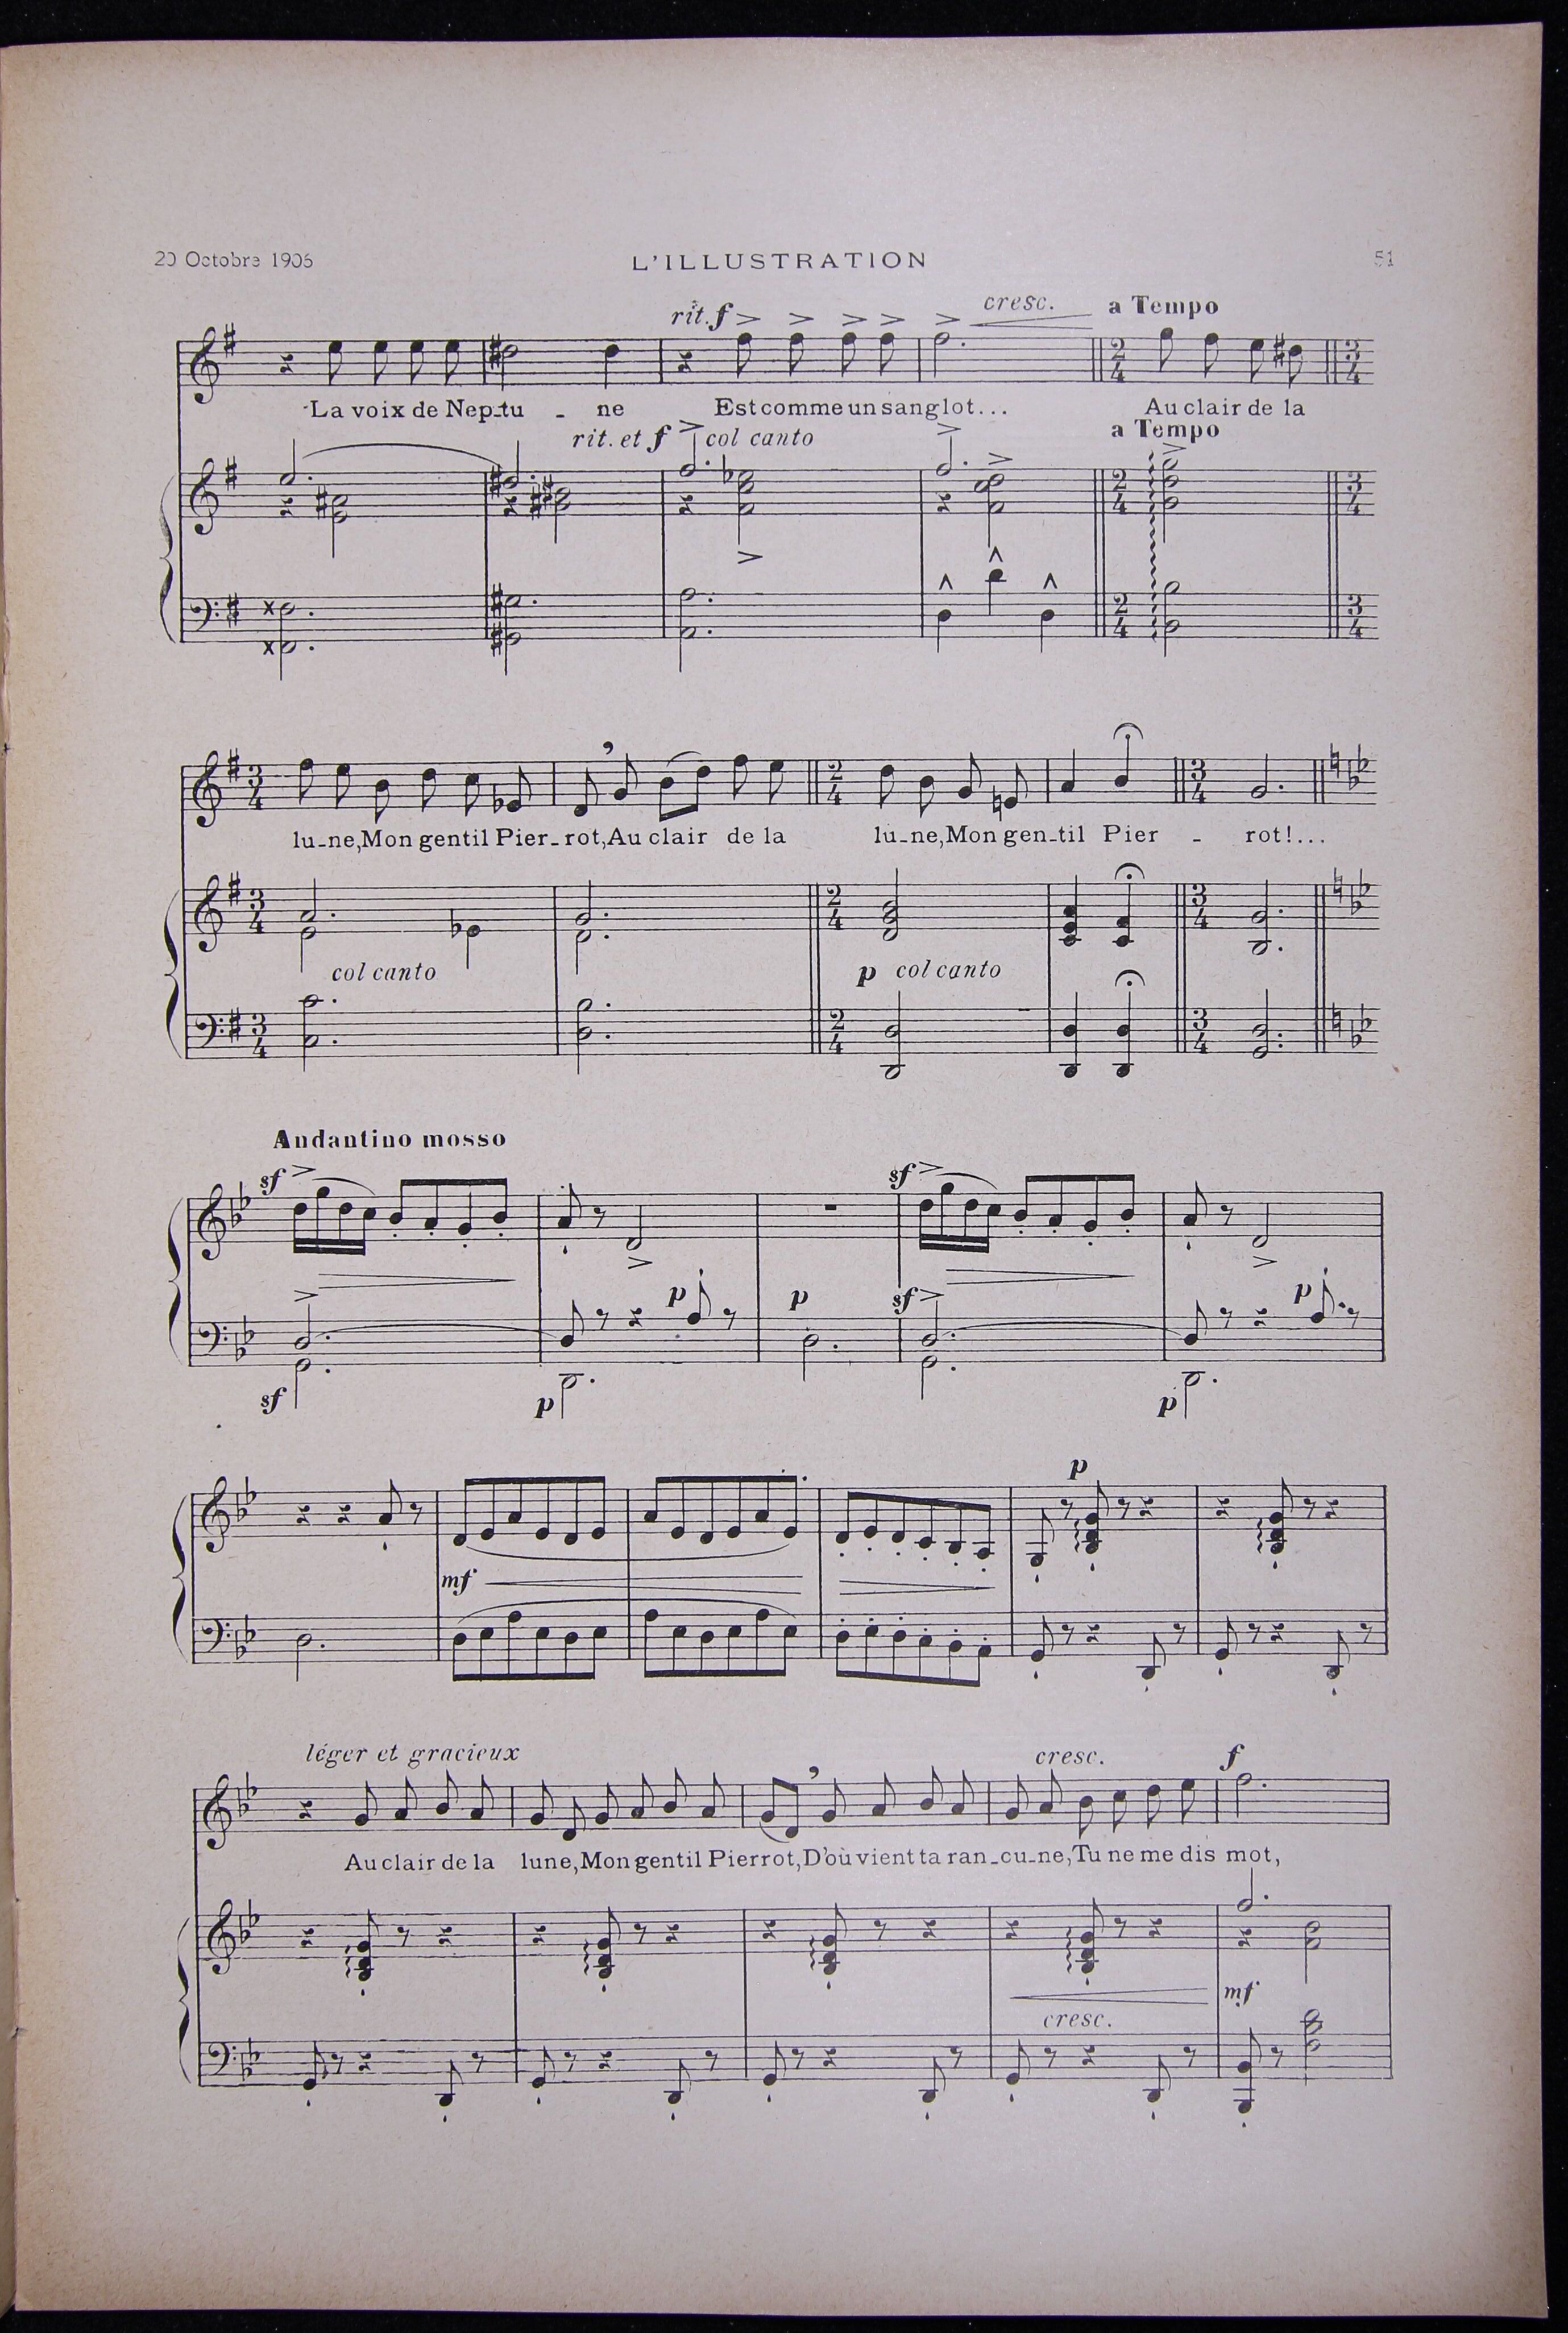 20 Octobre 1906 L'ILLUSTRATION 51
rit. f cresc. a Tempo
La voix de Nep-tu - ne Est comme un sanglot... Au clair de la
rit. et f col canto a Tempo
lu-ne, Mon gentil Pier-rot, Au clair de la lu-ne, Mon gen-til Pier - rot!...
col canto p col canto
Andantino mosso
sf sf
p p sf p
sf p p
p
mf
léger et gracieux cresc. f
Au clair de la lune, Mon gentil Pierrot, D'où vient ta ran-cu-ne, Tu ne me dis mot,
mf
cresc.